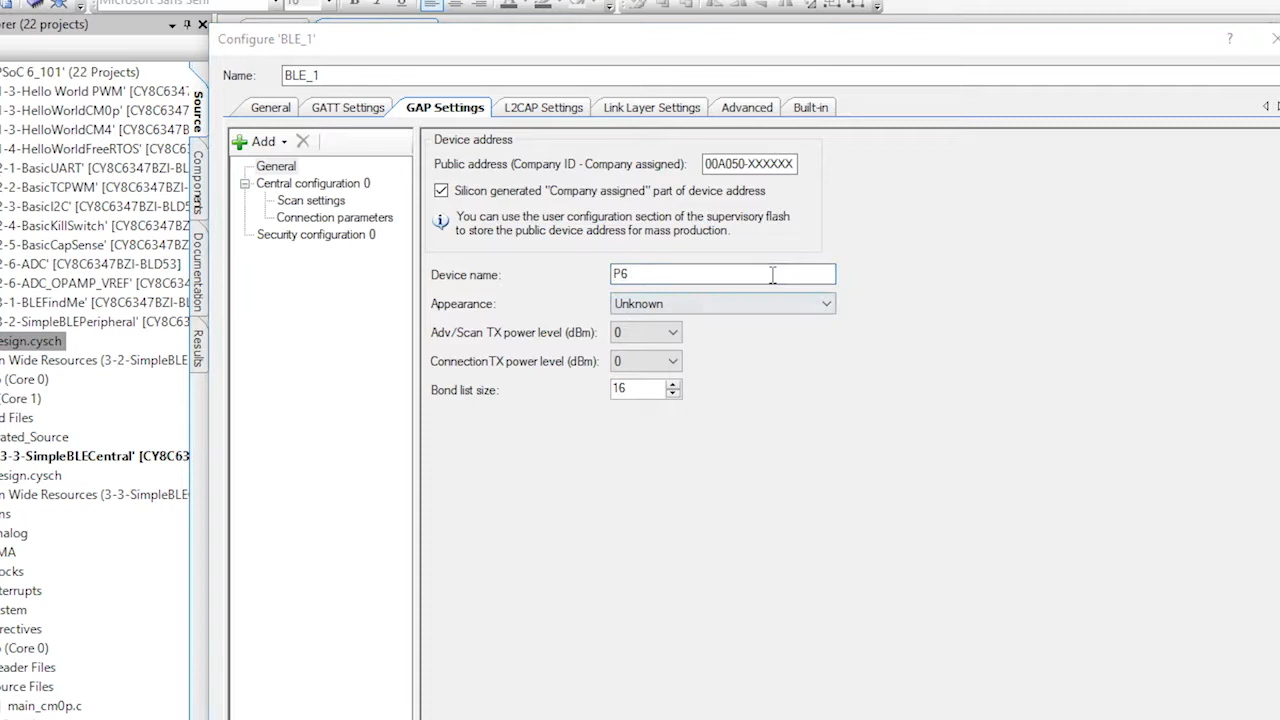 Microsoft Sans Serif
10
rer (22 projects)
PSoC 6_101' (22 Projects)
1-3-Hello World PWM' [CY8C6347
1-3-HelloWorldCM0p' [CY8C6347B
1-3-HelloWorldCM4' [CY8C6347BZ
1-4-HelloWorldFreeRTOS' [CY8C6
2-1-BasicUART' [CY8C6347BZI-BL
2-2-BasicTCPWM' [CY8C6347BZI-
2-3-BasicI2C' [CY8C6347BZI-BLD5
2-4-BasicKillSwitch' [CY8C6347BZ
2-5-BasicCapSense' [CY8C6347BZ
2-6-ADC' [CY8C6347BZI-BLD53]
2-6-ADC_OPAMP_VREF' [CY8C6347
3-1-BLEFindMe' [CY8C6347BZI-BL
3-2-SimpleBLEPeripheral' [CY8C6
esign.cysch
n Wide Resources (3-2-SimpleBLE
(Core 0)
(Core 1)
d Files
ated_Source
3-3-SimpleBLECentral' [CY8C63
esign.cysch
n Wide Resources (3-3-SimpleBLE
ns
nalog
MA
ocks
terrupts
stem
rectives
(Core 0)
eader Files
ource Files
main_cm0p.c
Source
Components
Documentation
Results
Configure 'BLE_1'
?
Name:
BLE_1
General
GATT Settings
GAP Settings
L2CAP Settings
Link Layer Settings
Advanced
Built-in
Add
General
Central configuration 0
Scan settings
Connection parameters
Security configuration 0
Device address
Public address (Company ID - Company assigned):
00A050-XXXXXX
Silicon generated "Company assigned" part of device address
You can use the user configuration section of the supervisory flash
to store the public device address for mass production.
Device name:
P6
Appearance:
Unknown
Adv/Scan TX power level (dBm):
0
Connection TX power level (dBm):
0
Bond list size:
16